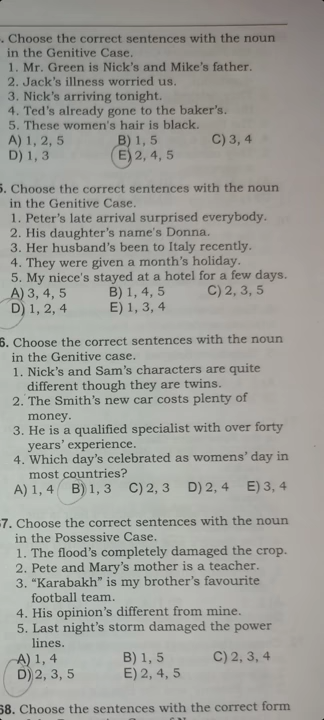 . Choose the correct sentences with the noun
in the Genitive Case.
1. Mr. Green is Nick's and Mike's father.
2. Jack's illness worried us.
3. Nick's arriving tonight.
4. Ted's already gone to the baker's.
5. These women's hair is black.
A) 1, 2, 5 B) 1, 5 C) 3, 4
D) 1, 3 E) 2, 4, 5
5. Choose the correct sentences with the noun
in the Genitive Case.
1. Peter's late arrival surprised everybody.
2. His daughter's name's Donna.
3. Her husband's been to Italy recently.
4. They were given a month's holiday.
5. My niece's stayed at a hotel for a few days.
A) 3, 4, 5 B) 1, 4, 5 C) 2, 3, 5
D) 1, 2, 4 E) 1, 3, 4
6. Choose the correct sentences with the noun
in the Genitive case.
1. Nick's and Sam's characters are quite
different though they are twins.
2. The Smith's new car costs plenty of
money.
3. He is a qualified specialist with over forty
years' experience.
4. Which day's celebrated as womens' day in
most countries?
A) 1, 4 B) 1, 3 C) 2, 3 D) 2, 4 E) 3, 4
7. Choose the correct sentences with the noun
in the Possessive Case.
1. The flood's completely damaged the crop.
2. Pete and Mary's mother is a teacher.
3. “Karabakh” is my brother's favourite
football team.
4. His opinion's different from mine.
5. Last night's storm damaged the power
lines.
A) 1, 4 B) 1, 5 C) 2, 3, 4
D) 2, 3, 5 E) 2, 4, 5
68. Choose the sentences with the correct form